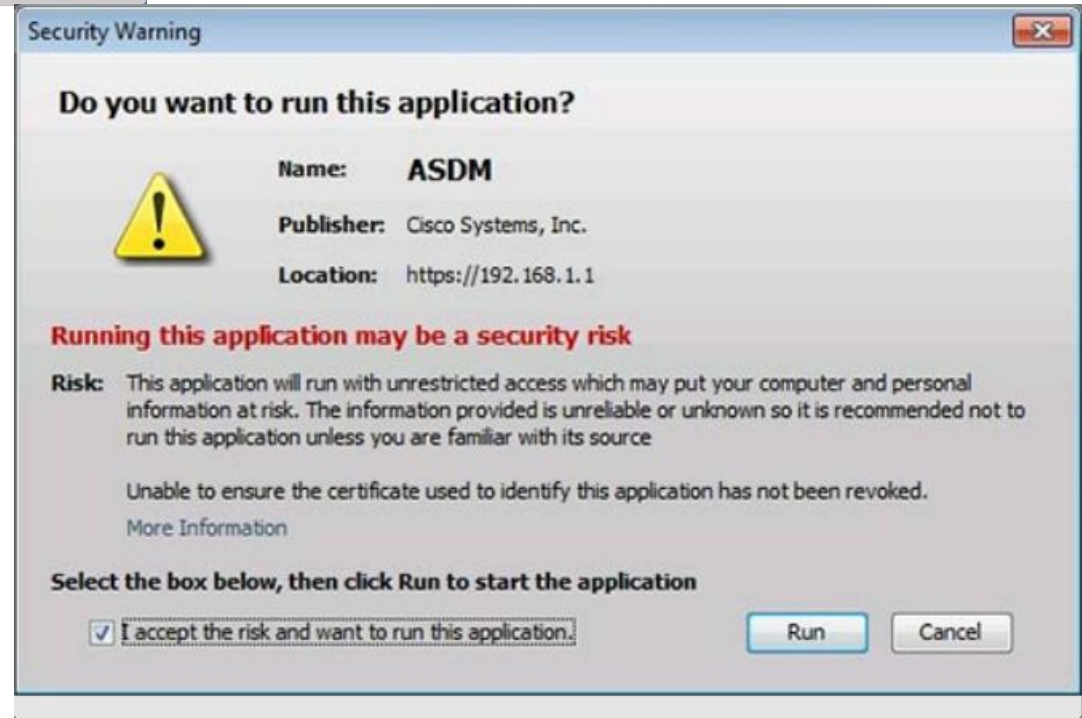 Security Warning
Do you want to run this application?
Name: ASDM
Publisher: Cisco Systems, Inc.
Location: https://192.168.1.1
Running this application may be a security risk
Risk: This application will run with unrestricted access which may put your computer and personal
information at risk. The information provided is unreliable or unknown so it is recommended not to
run this application unless you are familiar with its source
Unable to ensure the certificate used to identify this application has not been revoked.
More Information
Select the box below, then click Run to start the application
I accept the risk and want to run this application.
Run Cancel